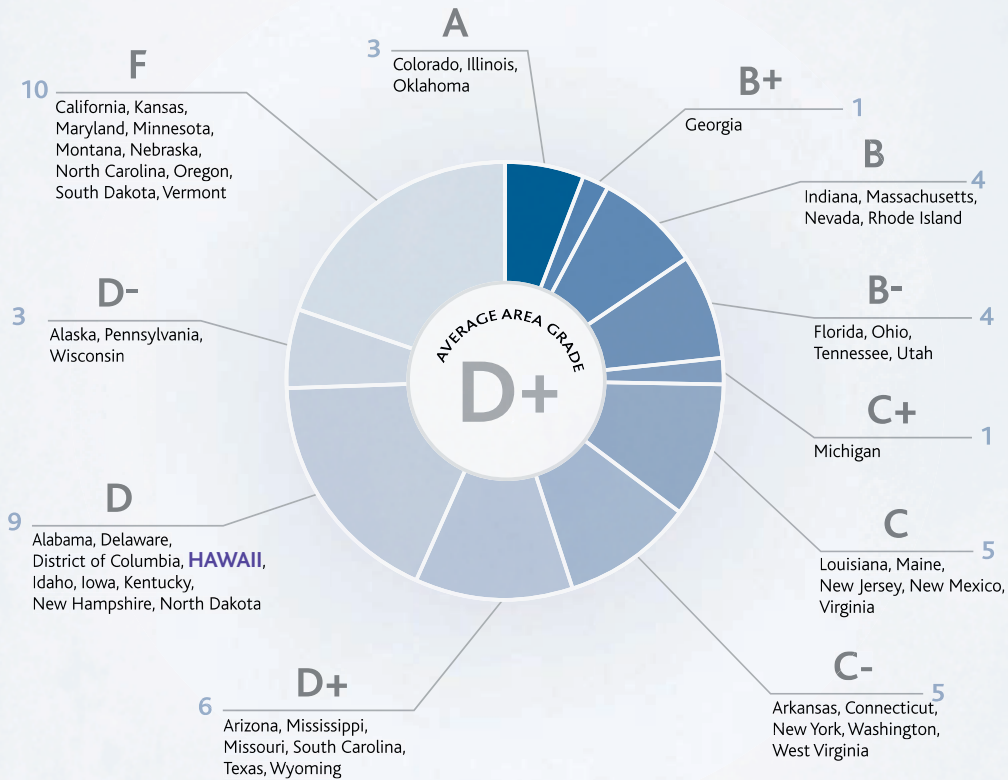 A
3
Colorado, Illinois,
Oklahoma
B+
1
Georgia
B
4
Indiana, Massachusetts,
Nevada, Rhode Island
B-
4
Florida, Ohio,
Tennessee, Utah
C+
1
Michigan
C
5
Louisiana, Maine,
New Jersey, New Mexico,
Virginia
C-
5
Arkansas, Connecticut,
New York, Washington,
West Virginia
D+
6
Arizona, Mississippi,
Missouri, South Carolina,
Texas, Wyoming
D
9
Alabama, Delaware,
District of Columbia, HAWAII,
Idaho, Iowa, Kentucky,
New Hampshire, North Dakota
D-
3
Alaska, Pennsylvania,
Wisconsin
F
10
California, Kansas,
Maryland, Minnesota,
Montana, Nebraska,
North Carolina, Oregon,
South Dakota, Vermont
AVERAGE AREA GRADE
D+